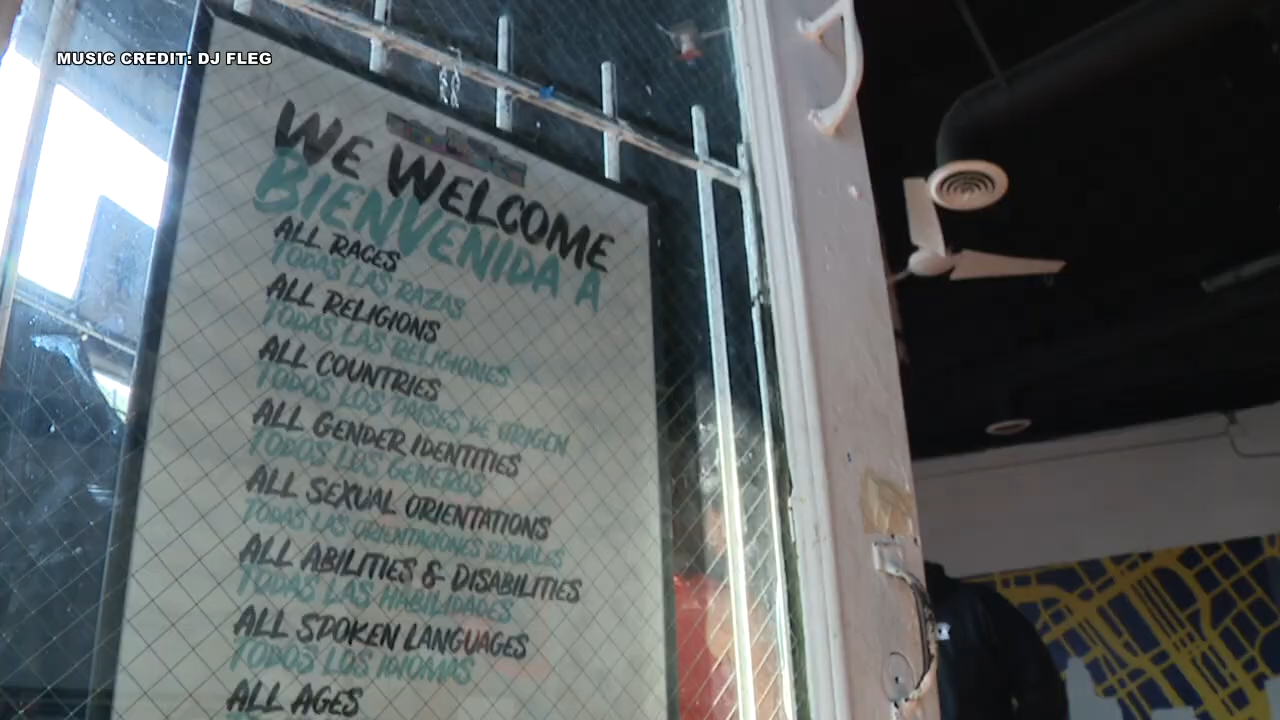 MUSIC CREDIT: DJ FLEG
WE WELCOME
BIENVENIDA A
ALL RACES
TODAS LAS RAZAS
ALL RELIGIONS
TODAS LAS RELIGIONES
ALL COUNTRIES
TODOS LOS PAISES DE ORIGEN
ALL GENDER IDENTITIES
TODOS LOS GENEROS
ALL SEXUAL ORIENTATIONS
TODAS LAS ORIENTACIONES SEXUALES
ALL ABILITIES & DISABILITIES
TODAS LAS HABILIDADES
ALL SPOKEN LANGUAGES
TODOS LOS IDIOMAS
ALL AGES